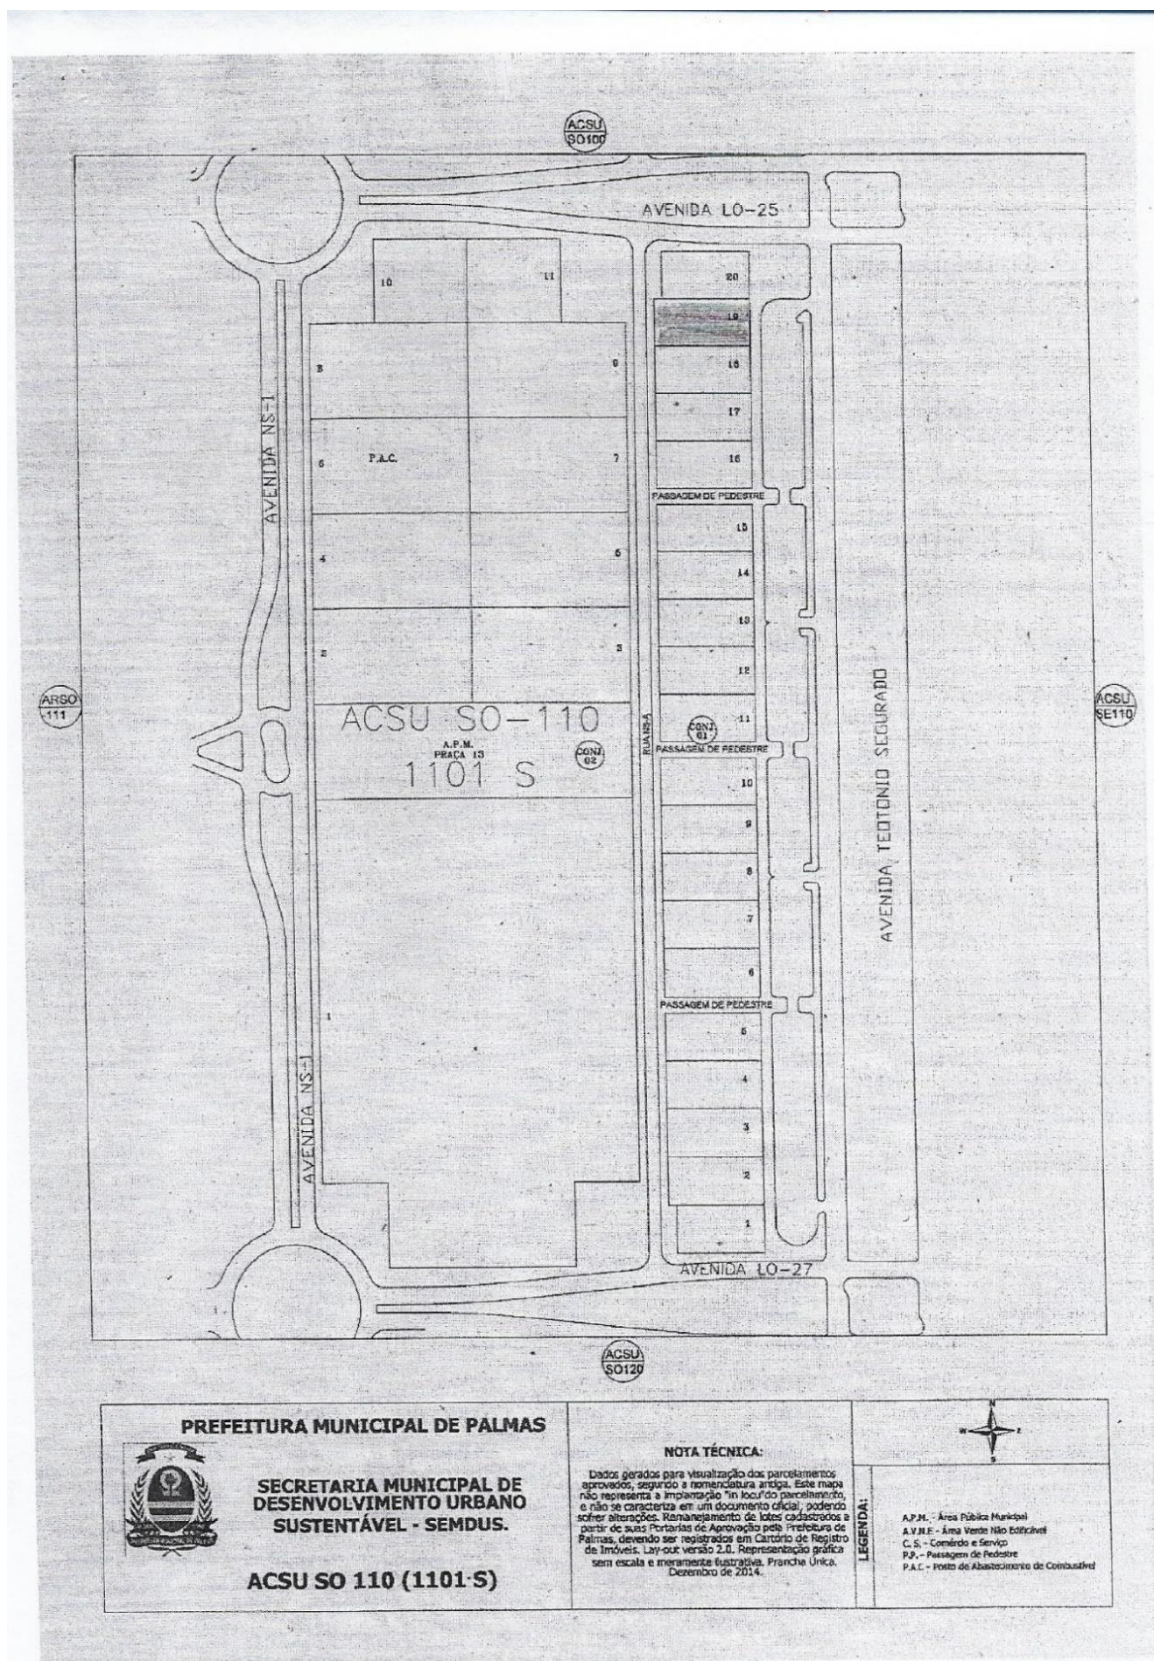 ACSU
SO100
AVENIDA LO-25
10
11
20
19
8
9
18
17
AVENIDA NS-1
6
P.A.C.
7
16
PASSAGEM DE PEDESTRE
15
4
5
14
13
2
3
12
ARSO
111
ACSU
SE110
11
ACSU SO-110
CONJ
01
A.P.M.
PRAÇA 13
CONJ
02
PASSAGEM DE PEDESTRE
1101 S
10
AVENIDA TEOTONIO SEGURADO
9
8
7
6
PASSAGEM DE PEDESTRE
1
5
4
AVENIDA NS-1
3
2
1
AVENIDA LO-27
ACSU
SO120
PREFEITURA MUNICIPAL DE PALMAS
SECRETARIA MUNICIPAL DE
DESENVOLVIMENTO URBANO
SUSTENTÁVEL - SEMDUS.
ACSU SO 110 (1101 S)
NOTA TÉCNICA:
Dados gerados para visualização dos parcelamentos
aprovados, segundo a nomenclatura antiga. Este mapa
não representa a implantação "in locu" do parcelamento,
e não se caracteriza em um documento oficial, podendo
sofrer alterações. Remanejamento de lotes cadastrados a
partir de suas Portarias de Aprovação pela Prefeitura de
Palmas, devendo ser registrados em Cartório de Registro
de Imóveis. Lay-out versão 2.0. Representação gráfica
sem escala e meramente ilustrativa. Prancha Única.
Dezembro de 2014.
N
W
S
LEGENDA:
A.P.M. - Área Pública Municipal
A.V.N.E - Área Verde Não Edificável
C. S. - Comércio e Serviço
P.P. - Passagem de Pedestre
P.A.C - Posto de Abastecimento de Combustível